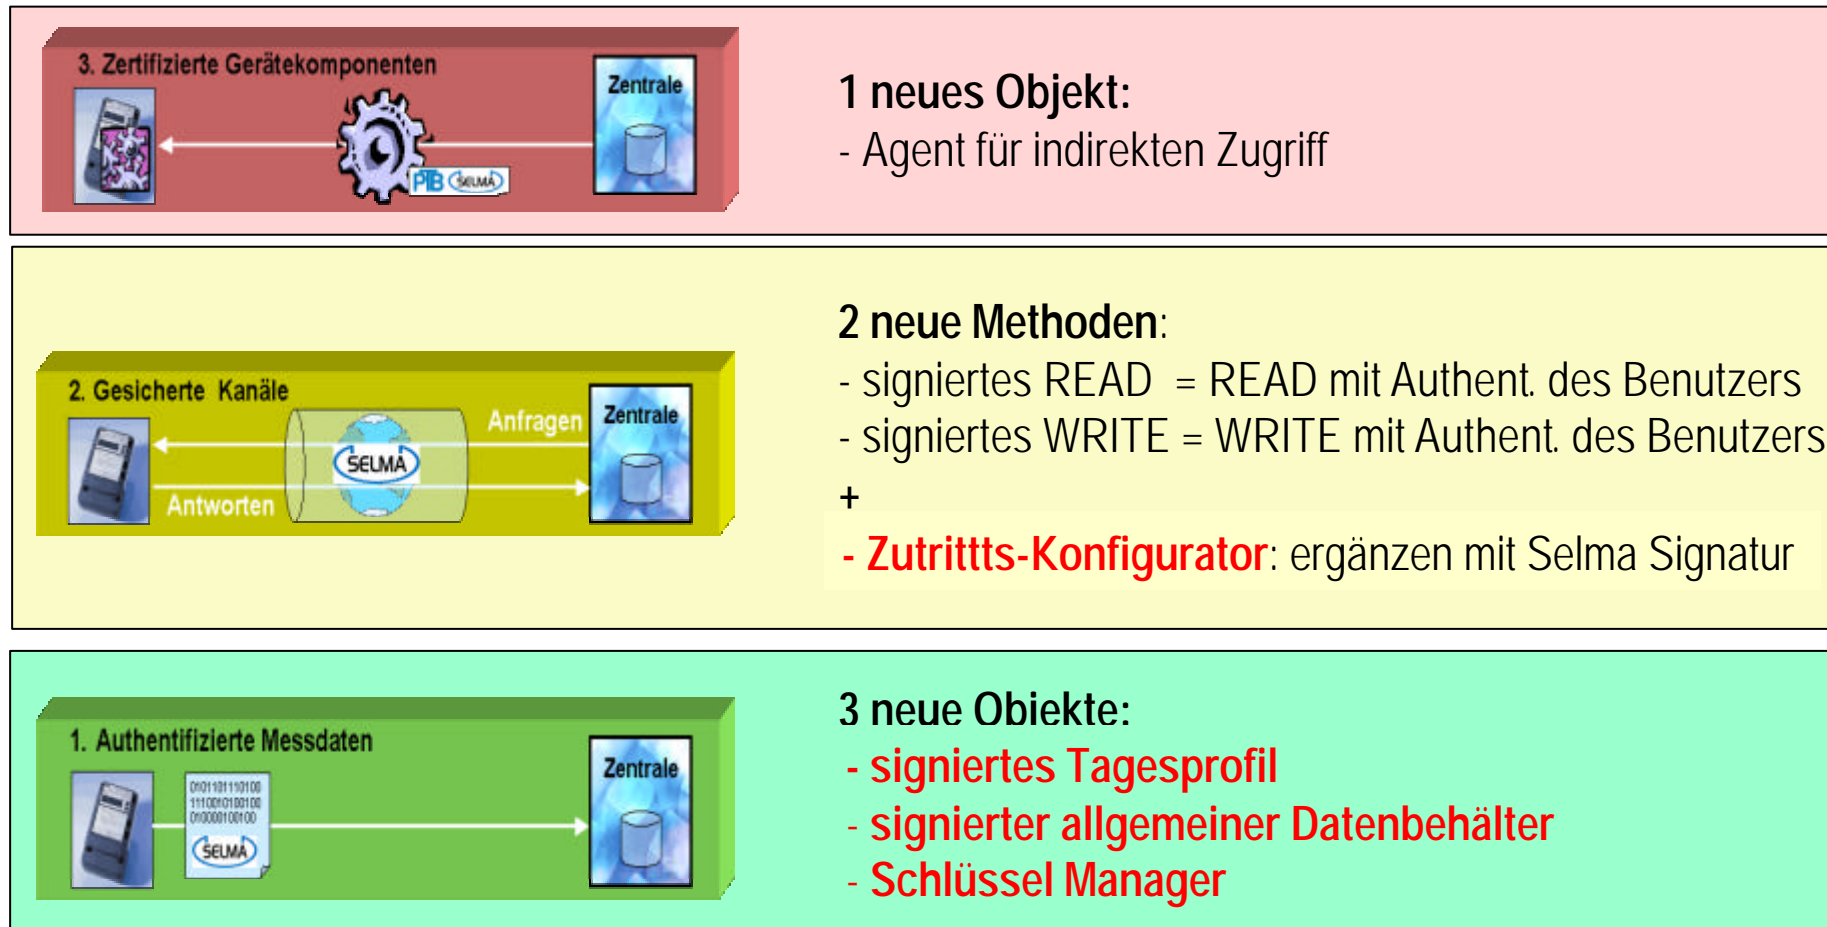 3. Zertifizierte Gerätekomponenten
Zentrale
PTB SELMA
1 neues Objekt:
- Agent für indirekten Zugriff
2. Gesicherte Kanäle
Anfragen
Zentrale
SELMA
Antworten
2 neue Methoden:
- signiertes READ = READ mit Authent. des Benutzers
- signiertes WRITE = WRITE mit Authent. des Benutzers
+
- Zutrittts-Konfigurator: ergänzen mit Selma Signatur
1. Authentifizierte Messdaten
Zentrale
0101101110100
1110010100100
010000100100
SELMA
3 neue Objekte:
- signiertes Tagesprofil
- signierter allgemeiner Datenbehälter
- Schlüssel Manager